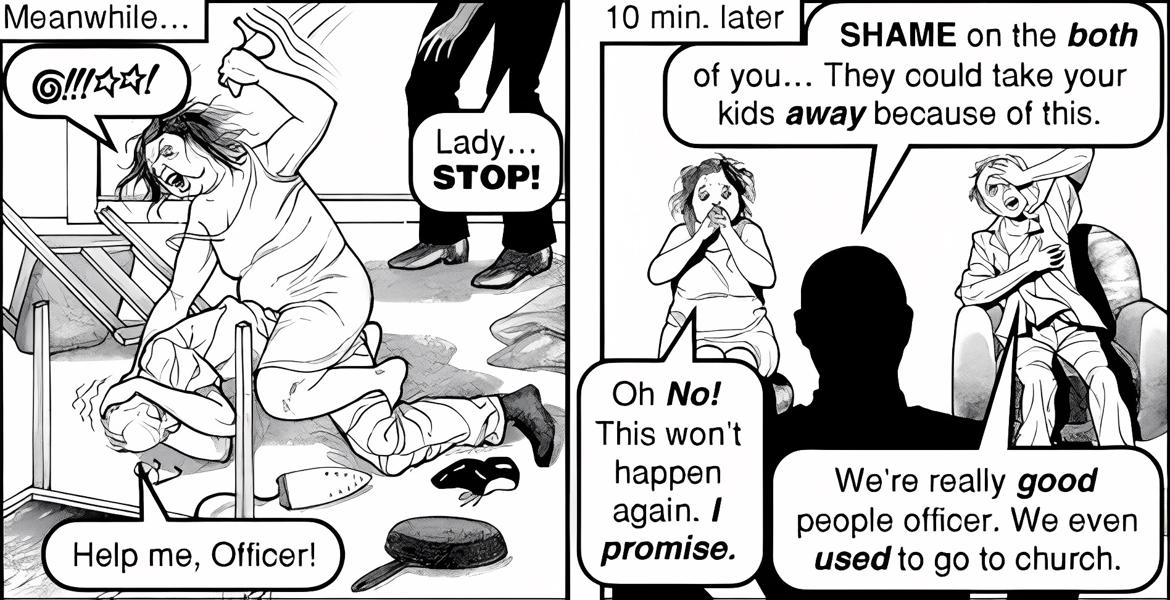 Meanwhile...
@!!!☆☆!
Lady...
STOP!
Help me, Officer!
10 min. later
SHAME on the both
of you... They could take your
kids away because of this.
Oh No!
This won't
happen
again. I
promise.
We're really good
people officer. We even
used to go to church.